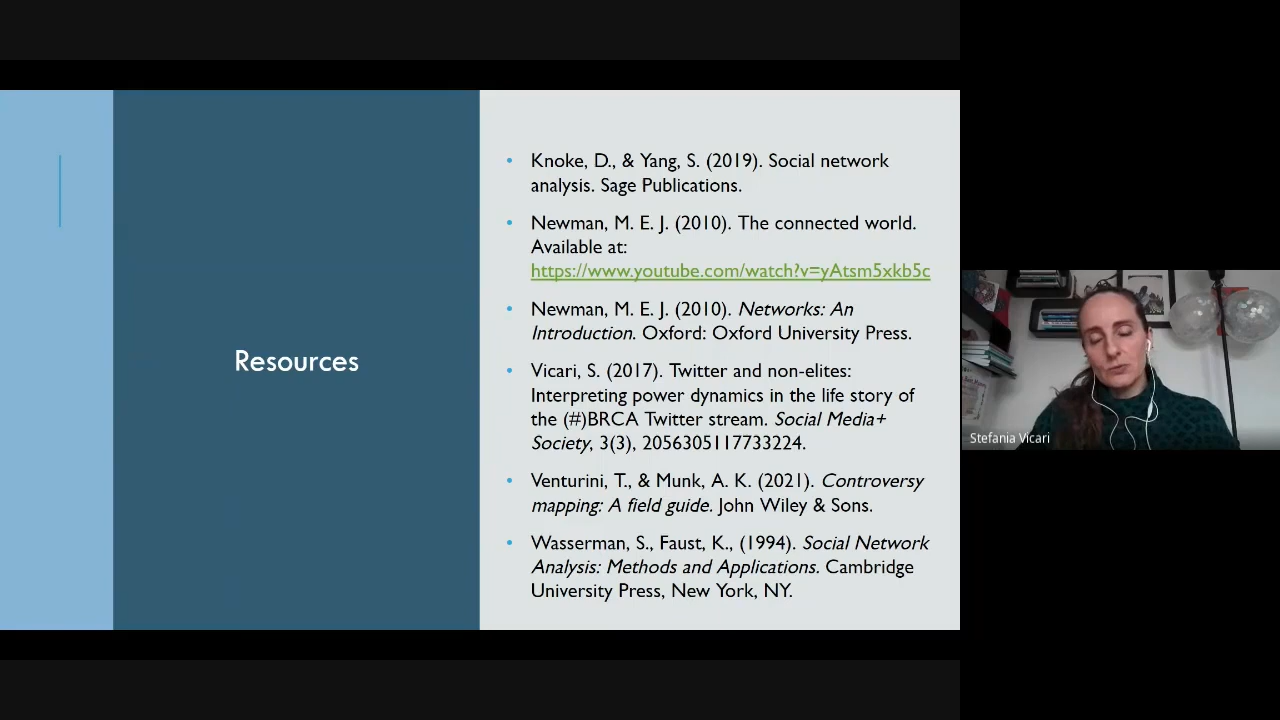 Resources
Knoke, D., & Yang, S. (2019). Social network
analysis. Sage Publications.
Newman, M. E. J. (2010). The connected world.
Available at:
https://www.youtube.com/watch?v=yAtsm5xkb5c
Newman, M. E. J. (2010). Networks: An
Introduction. Oxford: Oxford University Press.
Vicari, S. (2017). Twitter and non-elites:
Interpreting power dynamics in the life story of
the (#)BRCA Twitter stream. Social Media+
Society, 3(3), 2056305117733224.
Venturini, T., & Munk, A. K. (2021). Controversy
mapping: A field guide. John Wiley & Sons.
Wasserman, S., Faust, K., (1994). Social Network
Analysis: Methods and Applications. Cambridge
University Press, New York, NY.
Stefania Vicari